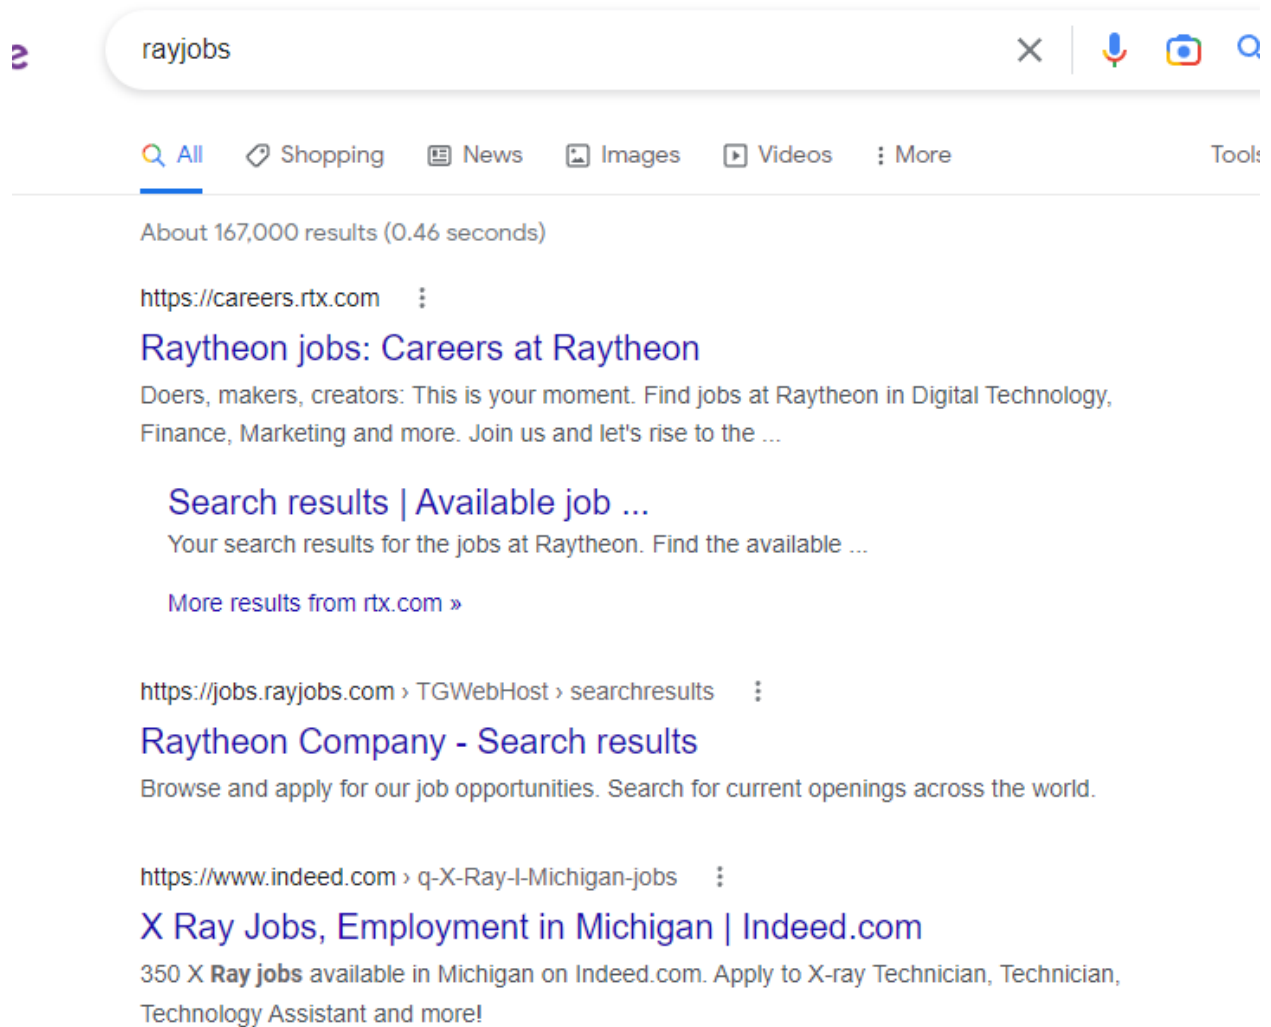 e
rayjobs
All Shopping News Images Videos More Tools
About 167,000 results (0.46 seconds)
https://careers.rtx.com
Raytheon jobs: Careers at Raytheon
Doers, makers, creators: This is your moment. Find jobs at Raytheon in Digital Technology,
Finance, Marketing and more. Join us and let's rise to the ...
Search results | Available job ...
Your search results for the jobs at Raytheon. Find the available ...
More results from rtx.com »
https://jobs.rayjobs.com › TGWebHost › searchresults
Raytheon Company - Search results
Browse and apply for our job opportunities. Search for current openings across the world.
https://www.indeed.com › q-X-Ray-l-Michigan-jobs
X Ray Jobs, Employment in Michigan | Indeed.com
350 X Ray jobs available in Michigan on Indeed.com. Apply to X-ray Technician, Technician,
Technology Assistant and more!